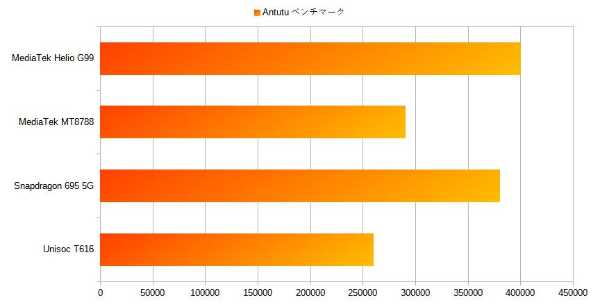 Antutu ベンチマーク
MediaTek Helio G99
MediaTek MT8788
Snapdragon 695 5G
Unisoc T616
0 50000 100000 150000 200000 250000 300000 350000 400000 450000